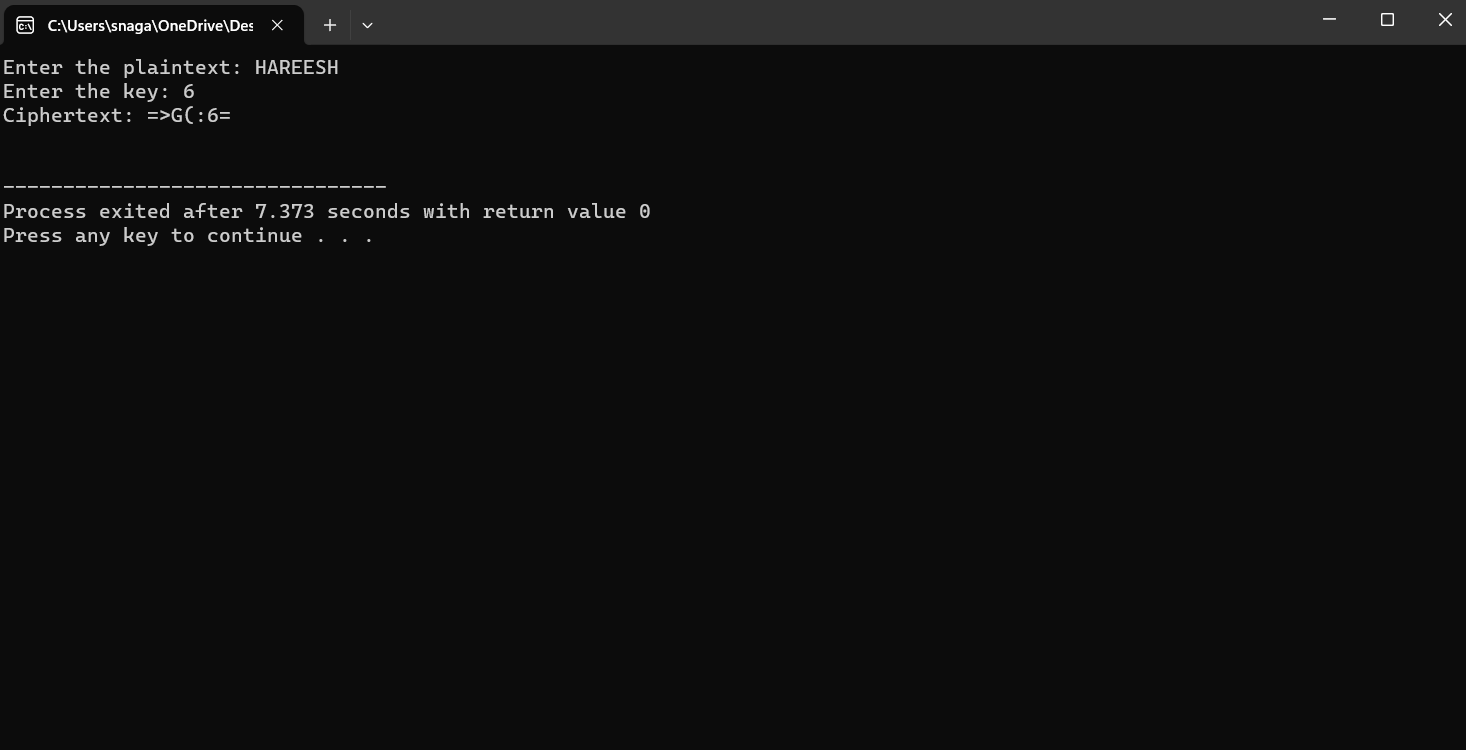 C:\Users\snaga\OneDrive\Des
Enter the plaintext: HAREESH
Enter the key: 6
Ciphertext: =>G(:6=
--------------------------------
Process exited after 7.373 seconds with return value 0
Press any key to continue . . .